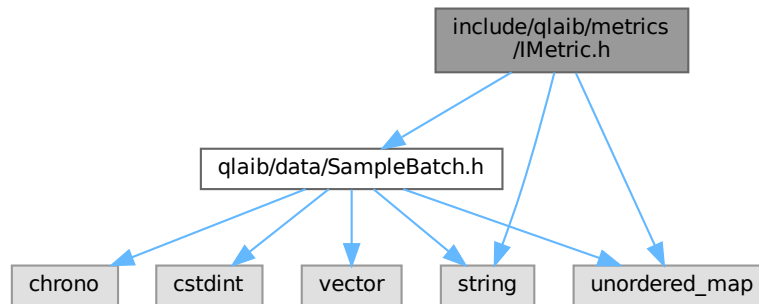 include/qlaib/metrics
/IMetric.h
qlaib/data/SampleBatch.h
chrono
cstdint
vector
string
unordered_map